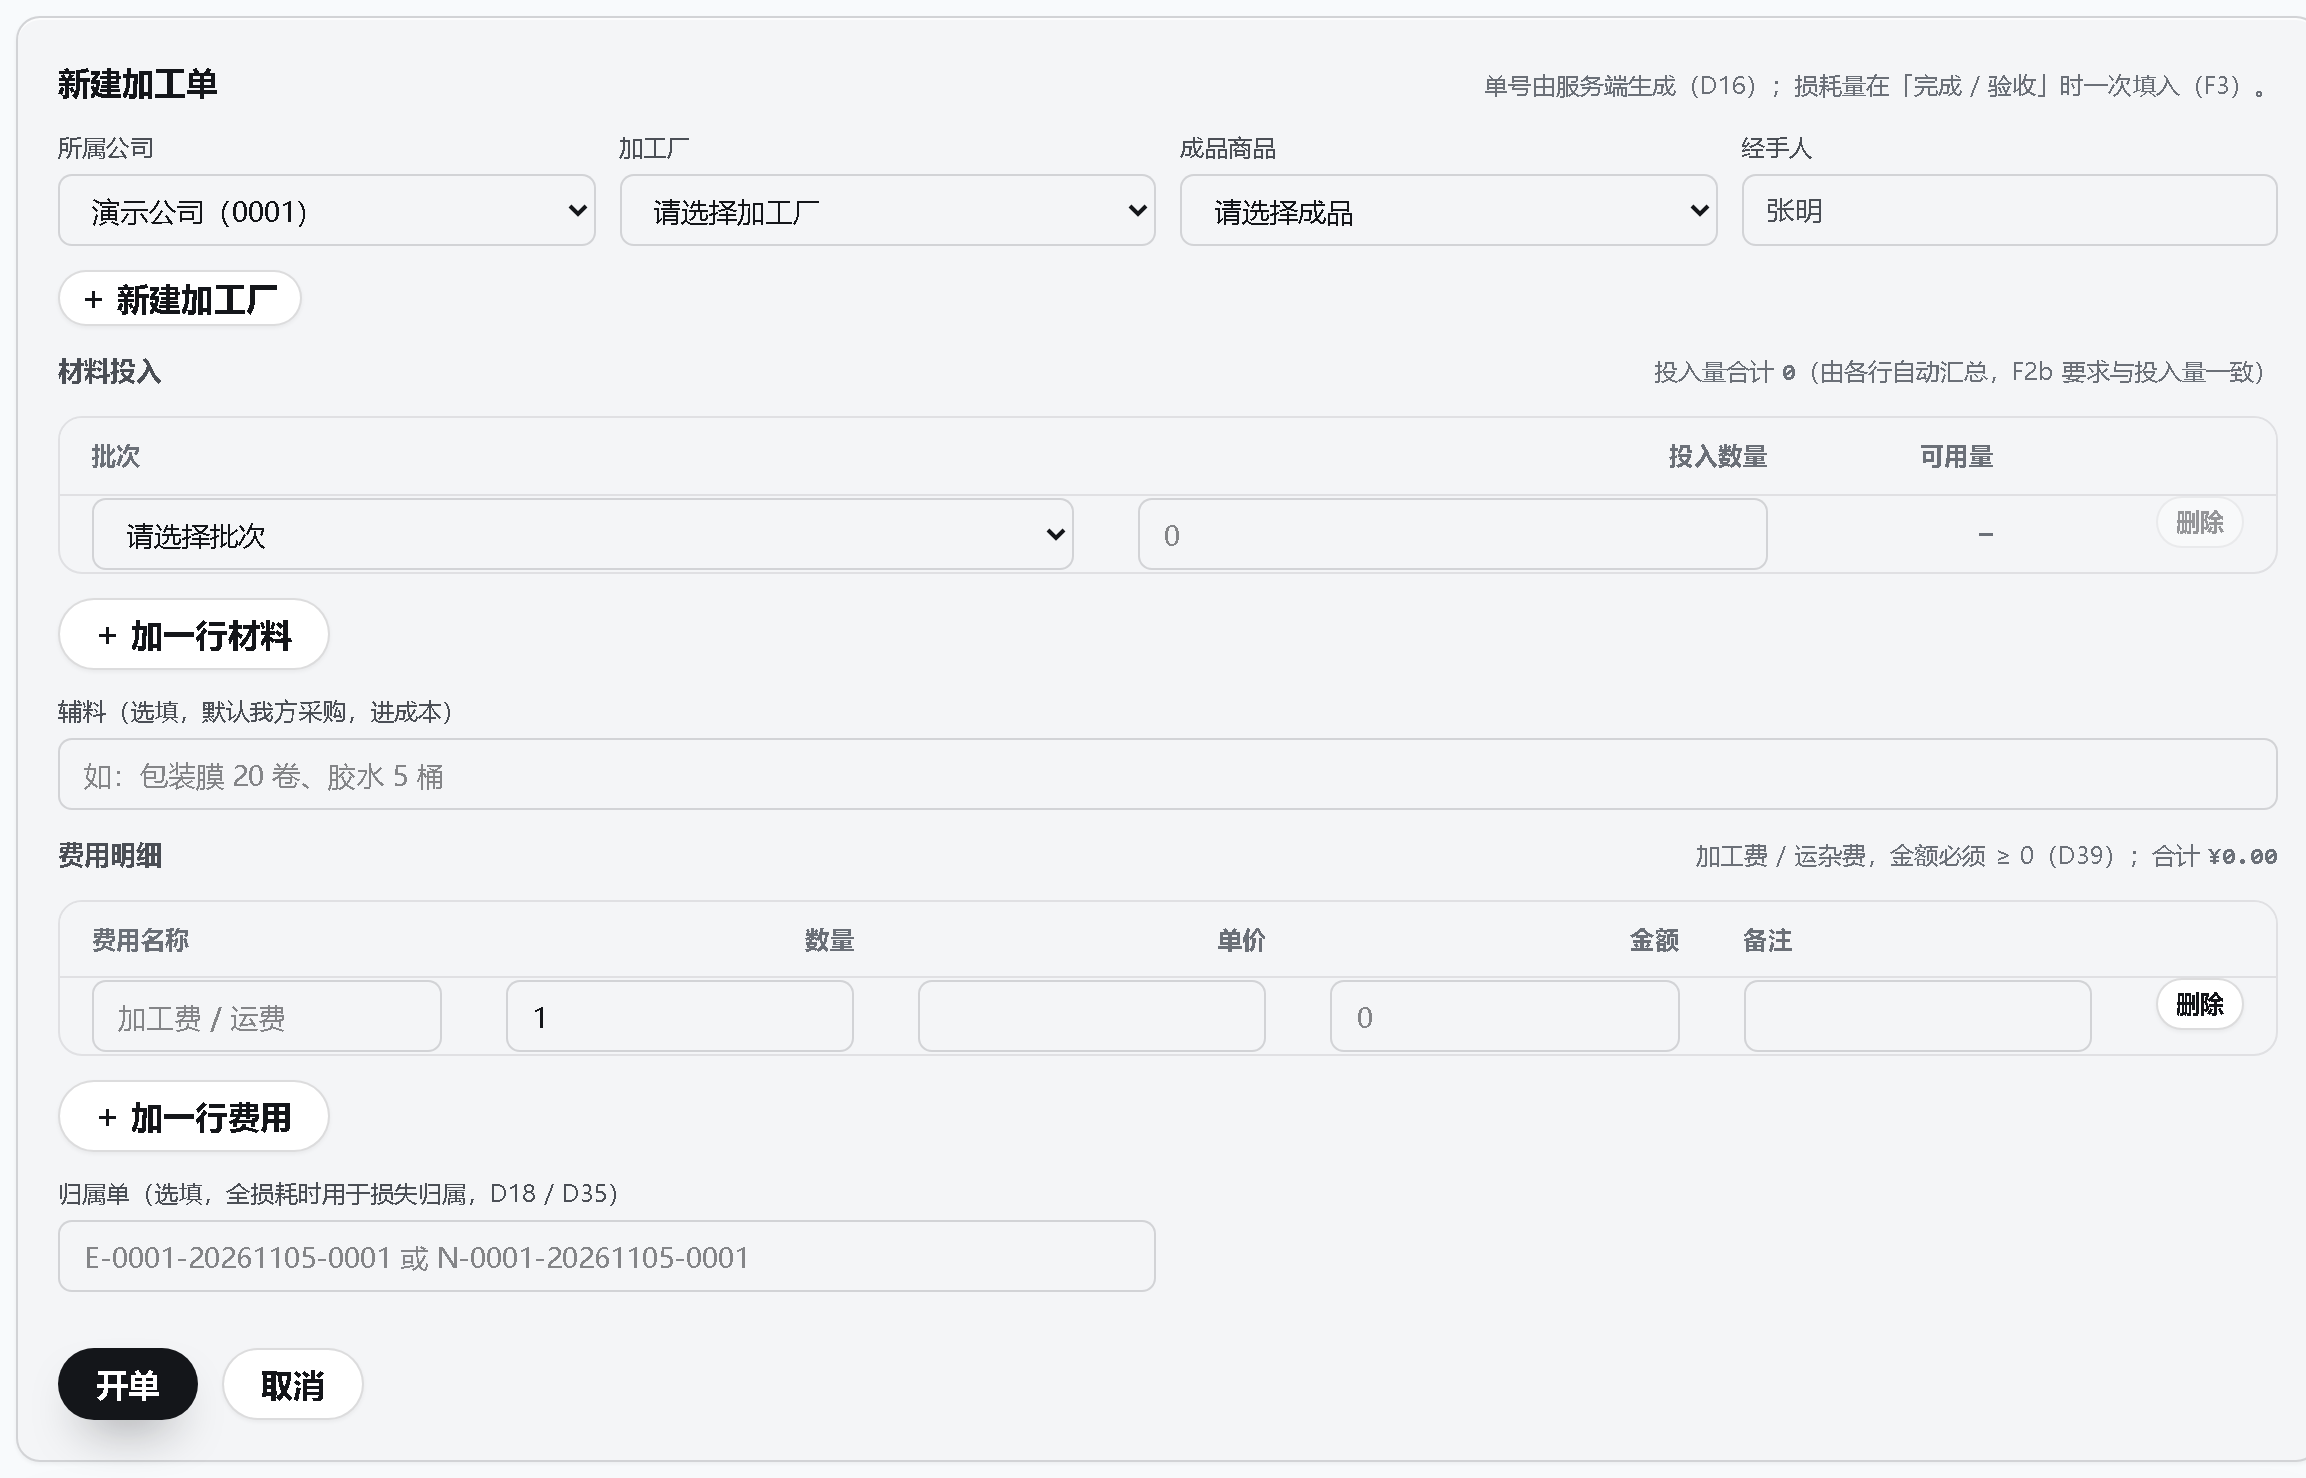 新建加工单
单号由服务端生成（D16）；损耗量在「完成 / 验收」时一次填入（F3）。
所属公司 加工厂 成品商品 经手人
演示公司（0001） 请选择加工厂 请选择成品 张明
+ 新建加工厂
材料投入
投入量合计 0（由各行自动汇总，F2b 要求与投入量一致）
批次 投入数量 可用量
请选择批次 0 – 删除
+ 加一行材料
辅料（选填，默认我方采购，进成本）
如：包装膜 20 卷、胶水 5 桶
费用明细
加工费 / 运杂费，金额必须 ≥ 0（D39）；合计 ¥0.00
费用名称 数量 单价 金额 备注
加工费 / 运费 1 0 删除
+ 加一行费用
归属单（选填，全损耗时用于损失归属，D18 / D35）
E-0001-20261105-0001 或 N-0001-20261105-0001
开单 取消